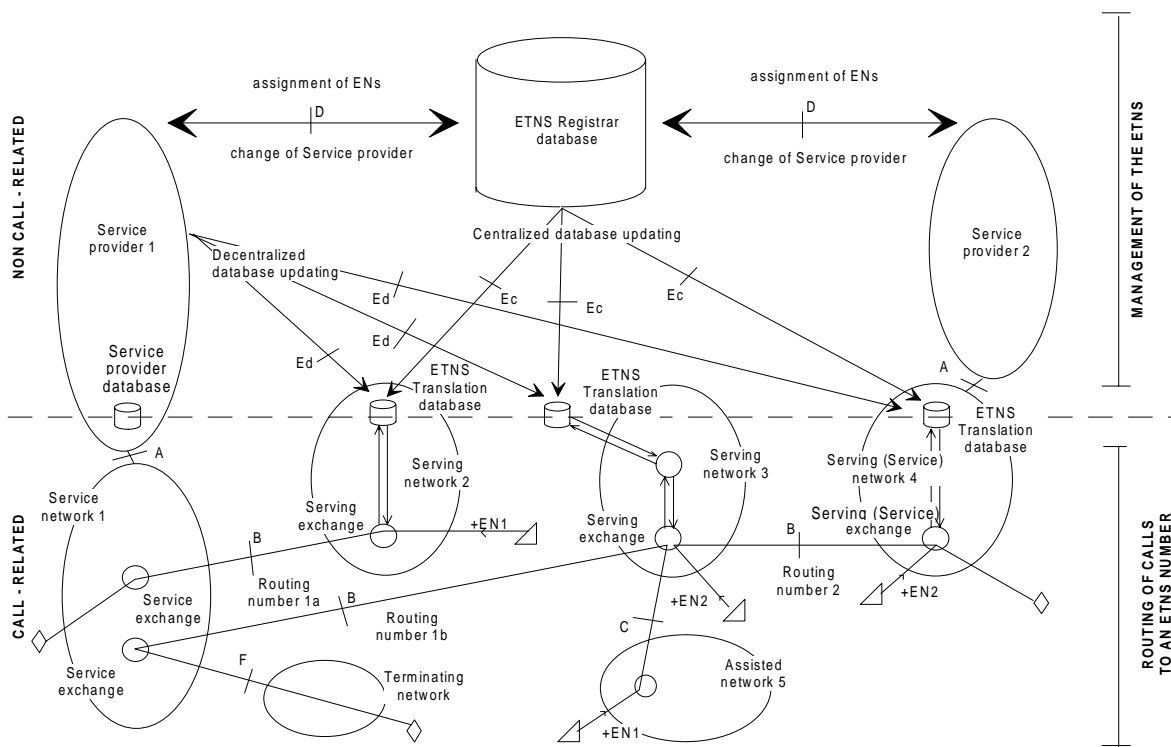 assignment of ENs
D
change of Service provider
ETNS Registrar
database
assignment of ENs
D
change of Service provider
NON CALL - RELATED
MANAGEMENT OF THE ETNS
Service
provider 1
Service
provider 2
Decentralized
database updating
Centralized database updating
Ed
Ec
Ec
Ec
Ed
Ed
Service
provider
database
ETNS
Translation
database
ETNS
Translation
database
A
ETNS
Translation
database
A
Service
network 1
Serving
network 2
Serving
network 3
Serving (Service)
network 4
Serving
exchange
+EN1
Serving
exchange
Serving (Service)
exchange
CALL - RELATED
ROUTING OF CALLS
TO AN ETNS NUMBER
B
Routing
number 1a
B
Routing
number 2
+EN2
+EN2
Service
exchange
B
Routing
number 1b
C
Service
exchange
F
Terminating
network
Assisted
network 5
+EN1